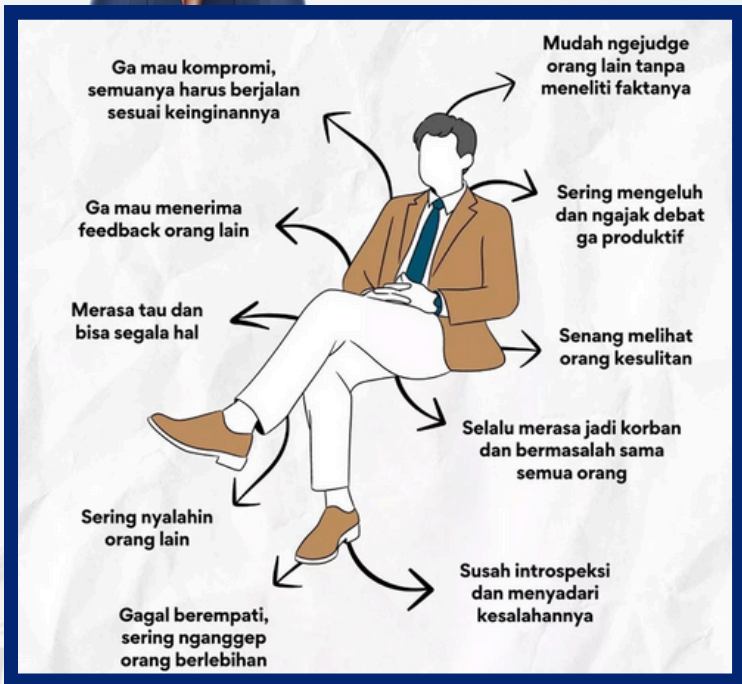 Ga mau kompromi,
semuanya harus berjalan
sesuai keinginannya
Mudah ngejudge
orang lain tanpa
meneliti faktanya
Ga mau menerima
feedback orang lain
Sering mengeluh
dan ngajak debat
ga produktif
Merasa tau dan
bisa segala hal
Senang melihat
orang kesulitan
Selalu merasa jadi korban
dan bermasalah sama
semua orang
Sering nyalahin
orang lain
Susah introspeksi
dan menyadari
kesalahannya
Gagal berempati,
sering nganggep
orang berlebihan